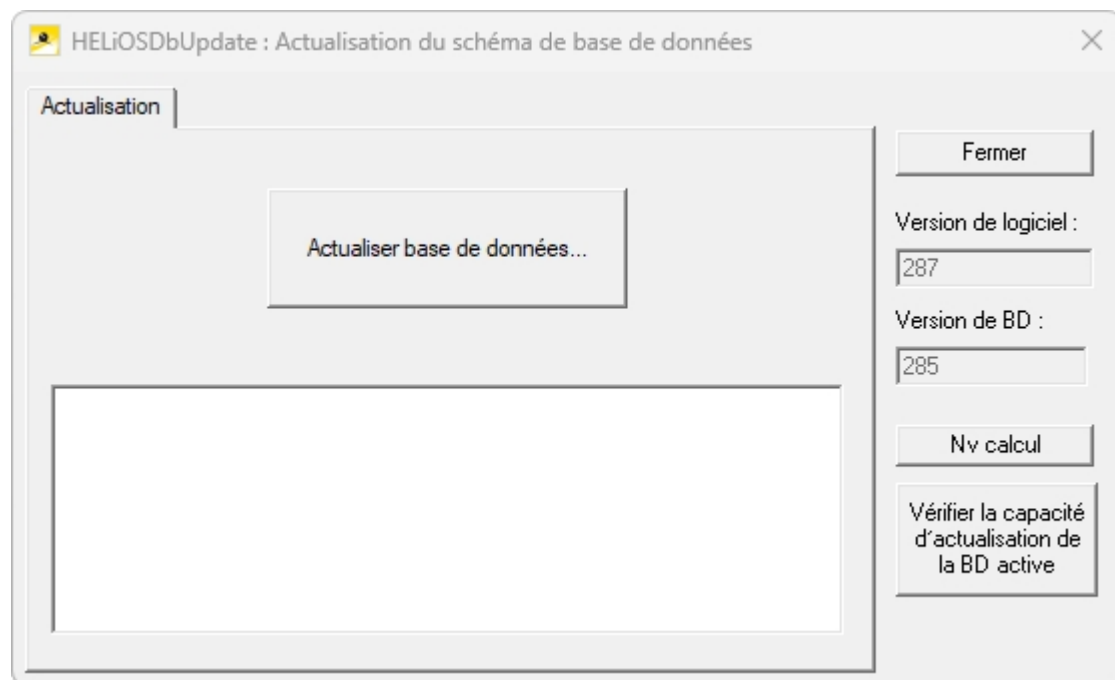 HELiOSDbUpdate : Actualisation du schéma de base de données
Actualisation
Actualiser base de données...
Fermer
Version de logiciel :
287
Version de BD :
285
Nv calcul
Vérifier la capacité
d´actualisation de
la BD active